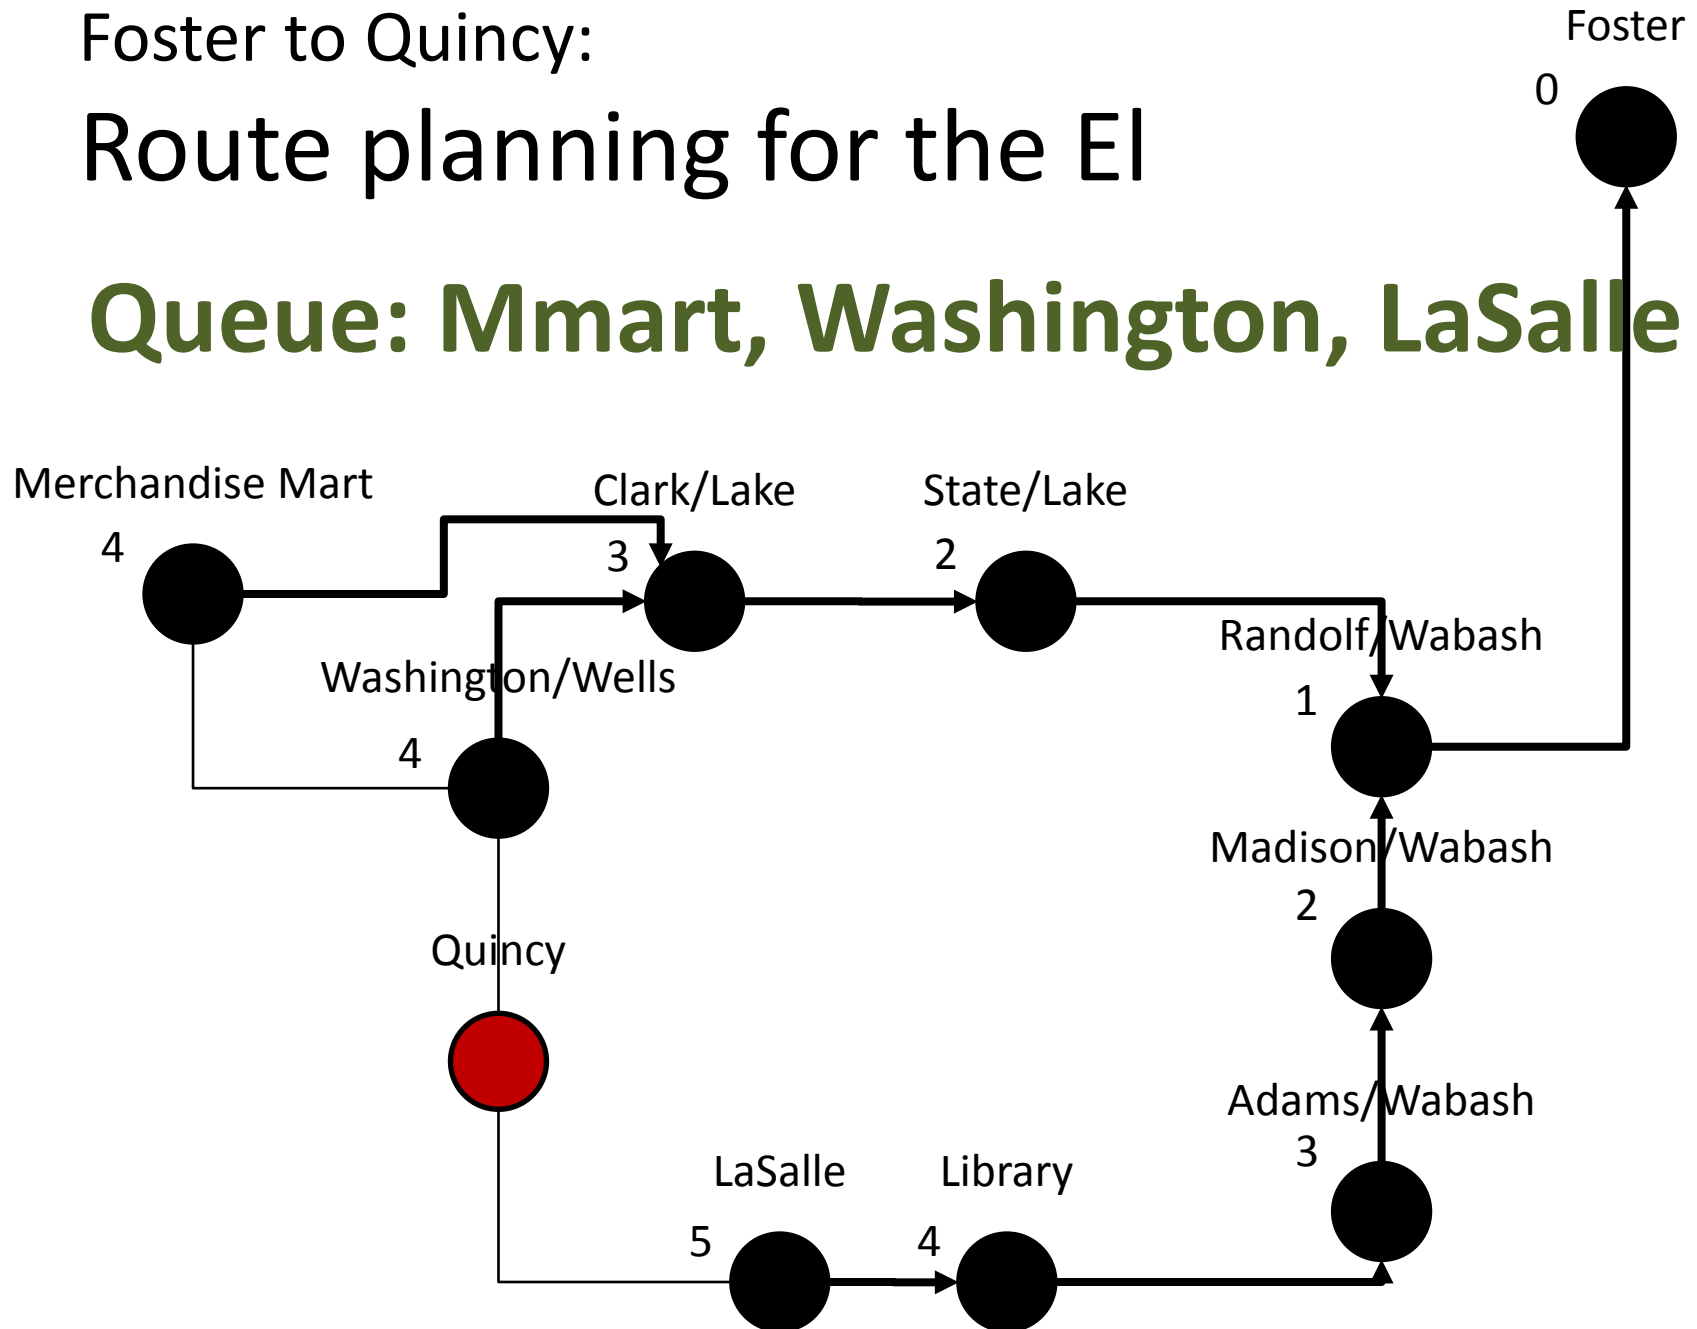 Foster to Quincy:
Foster
0
Route planning for the El
Queue: Mmart, Washington, LaSalle
Merchandise Mart
Clark/Lake
State/Lake
4
3
2
Randolf/Wabash
Washington/Wells
1
4
Madison/Wabash
2
Quincy
Adams/Wabash
3
LaSalle
Library
5
4